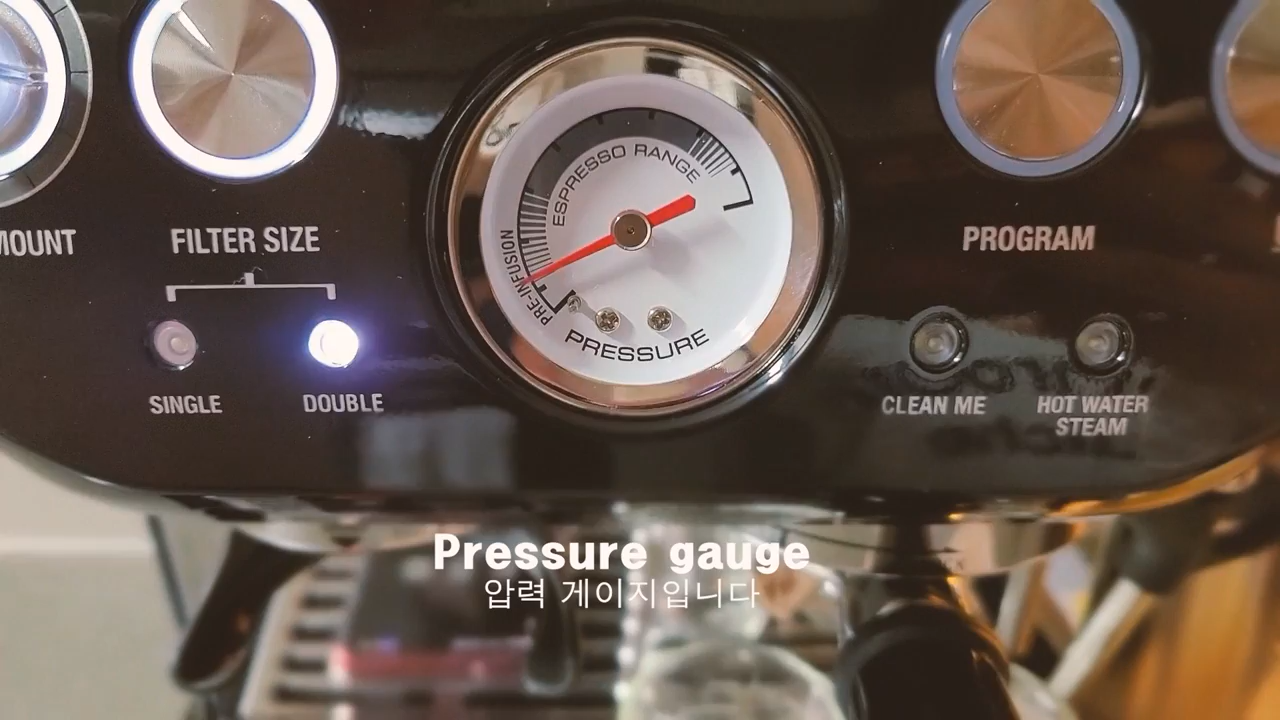 MOUNT
FILTER SIZE
SINGLE
DOUBLE
ESPRESSO RANGE
PRE-INFUSION
PRESSURE
PROGRAM
CLEAN ME
HOT WATER
STEAM
Pressure gauge
압력 게이지입니다